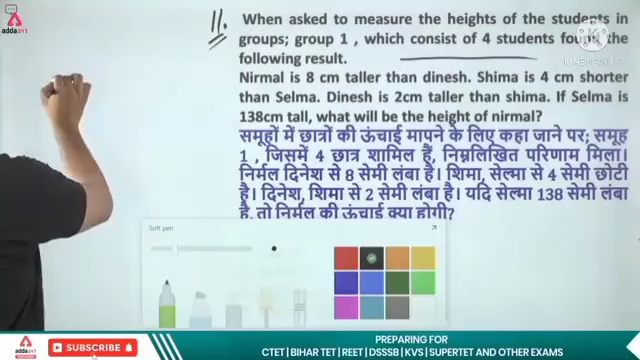 adda241
11. When asked to measure the heights of the students in
groups; group 1 , which consist of 4 students found the
following result.
Nirmal is 8 cm taller than dinesh. Shima is 4 cm shorter
than Selma. Dinesh is 2cm taller than shima. If Selma is
138cm tall, what will be the height of nirmal?
समूहों में छात्रों की ऊंचाई मापने के लिए कहा जाने पर; समूह
1 , जिसमें 4 छात्र शामिल हैं, निम्नलिखित परिणाम मिला।
निर्मल दिनेश से 8 सेमी लंबा है। शिमा, सेल्मा से 4 सेमी छोटी
है। दिनेश, शिमा से 2 सेमी लंबा है। यदि सेल्मा 138 सेमी लंबा
है, तो निर्मल की ऊंचाई क्या होगी?
Soft pen
SUBSCRIBE
PREPARING FOR
CTET | BIHAR TET | REET | DSSSB | KVS | SUPERTET AND OTHER EXAMS